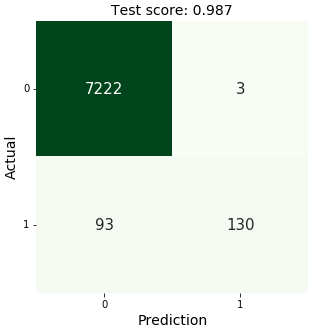 Test score: 0.987
Actual
0
7222
3
1
93
130
0
1
Prediction